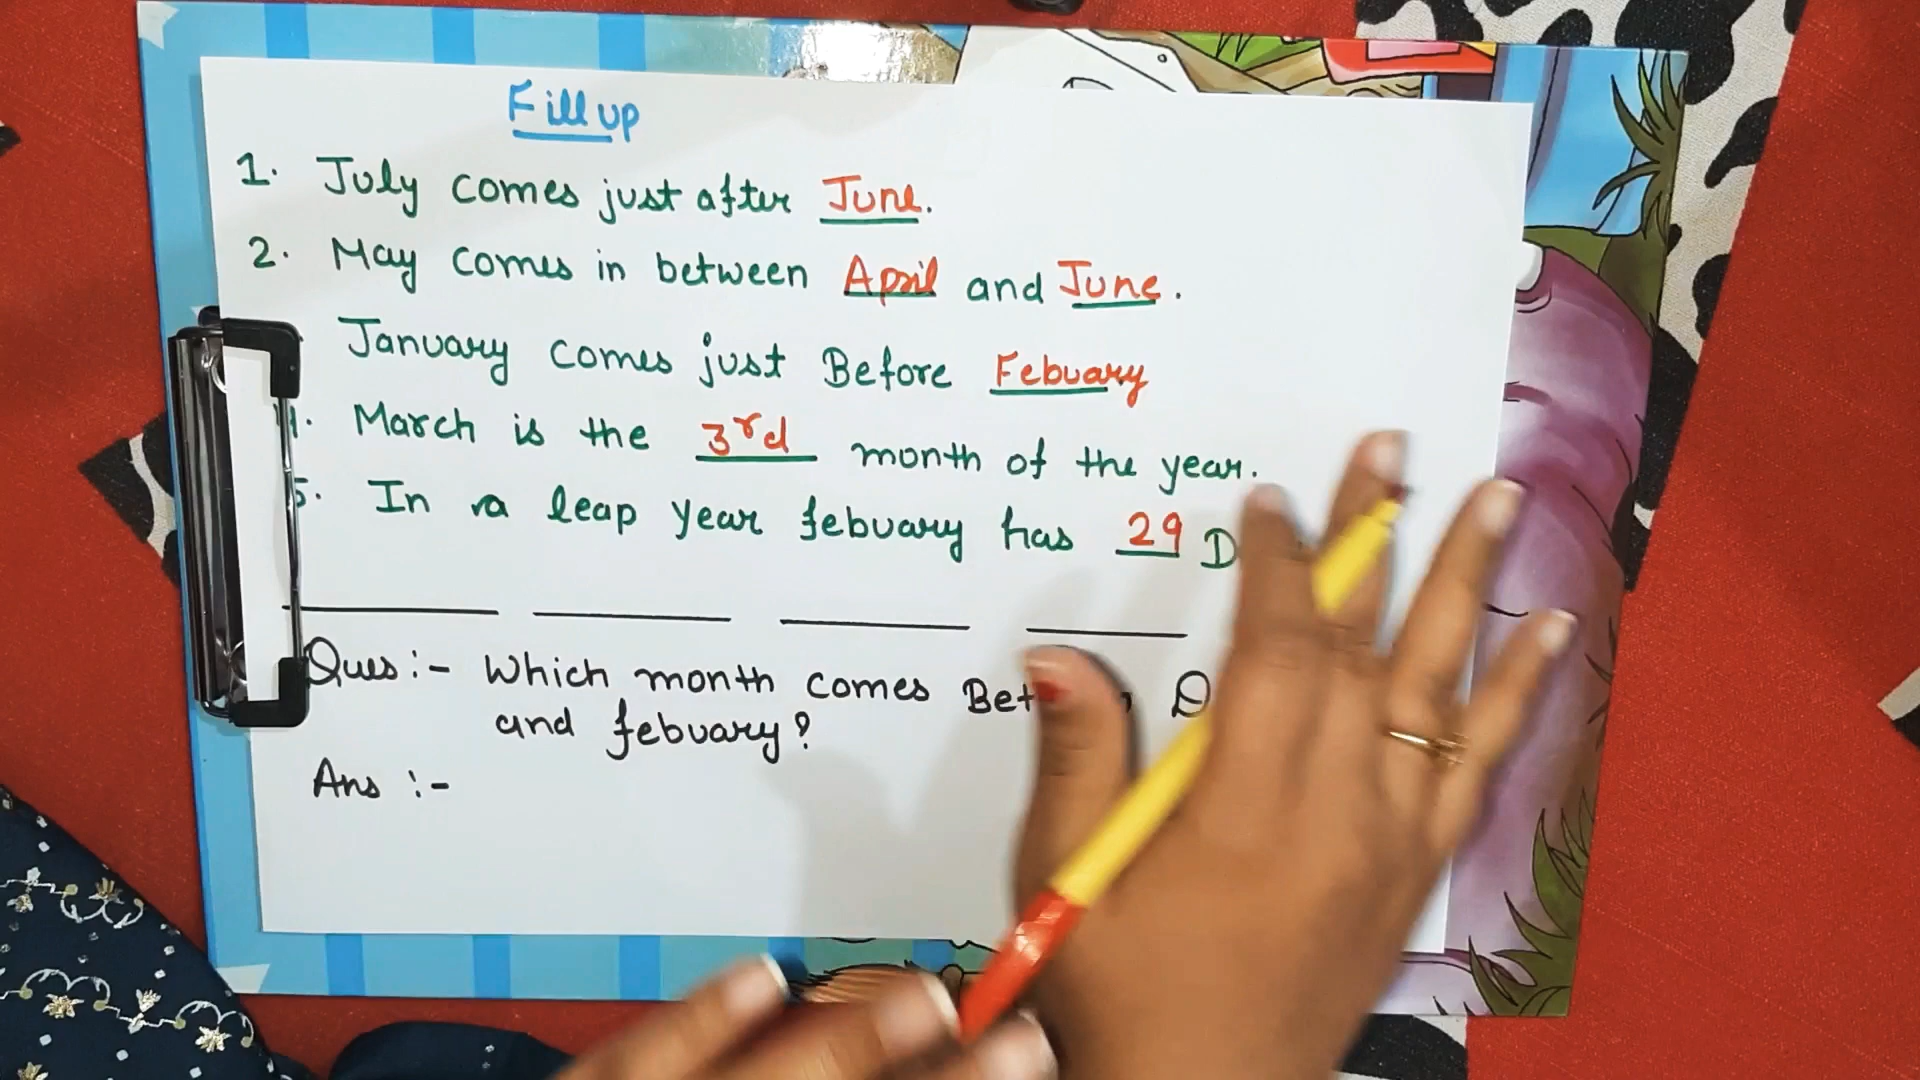 Fill up
1. July comes just after June.
2. May comes in between April and June.
January comes just Before Febuary
4. March is the 3rd month of the year.
5. In a leap year febuary has 29
Ques :- Which month comes
and febuary?
Ans :-